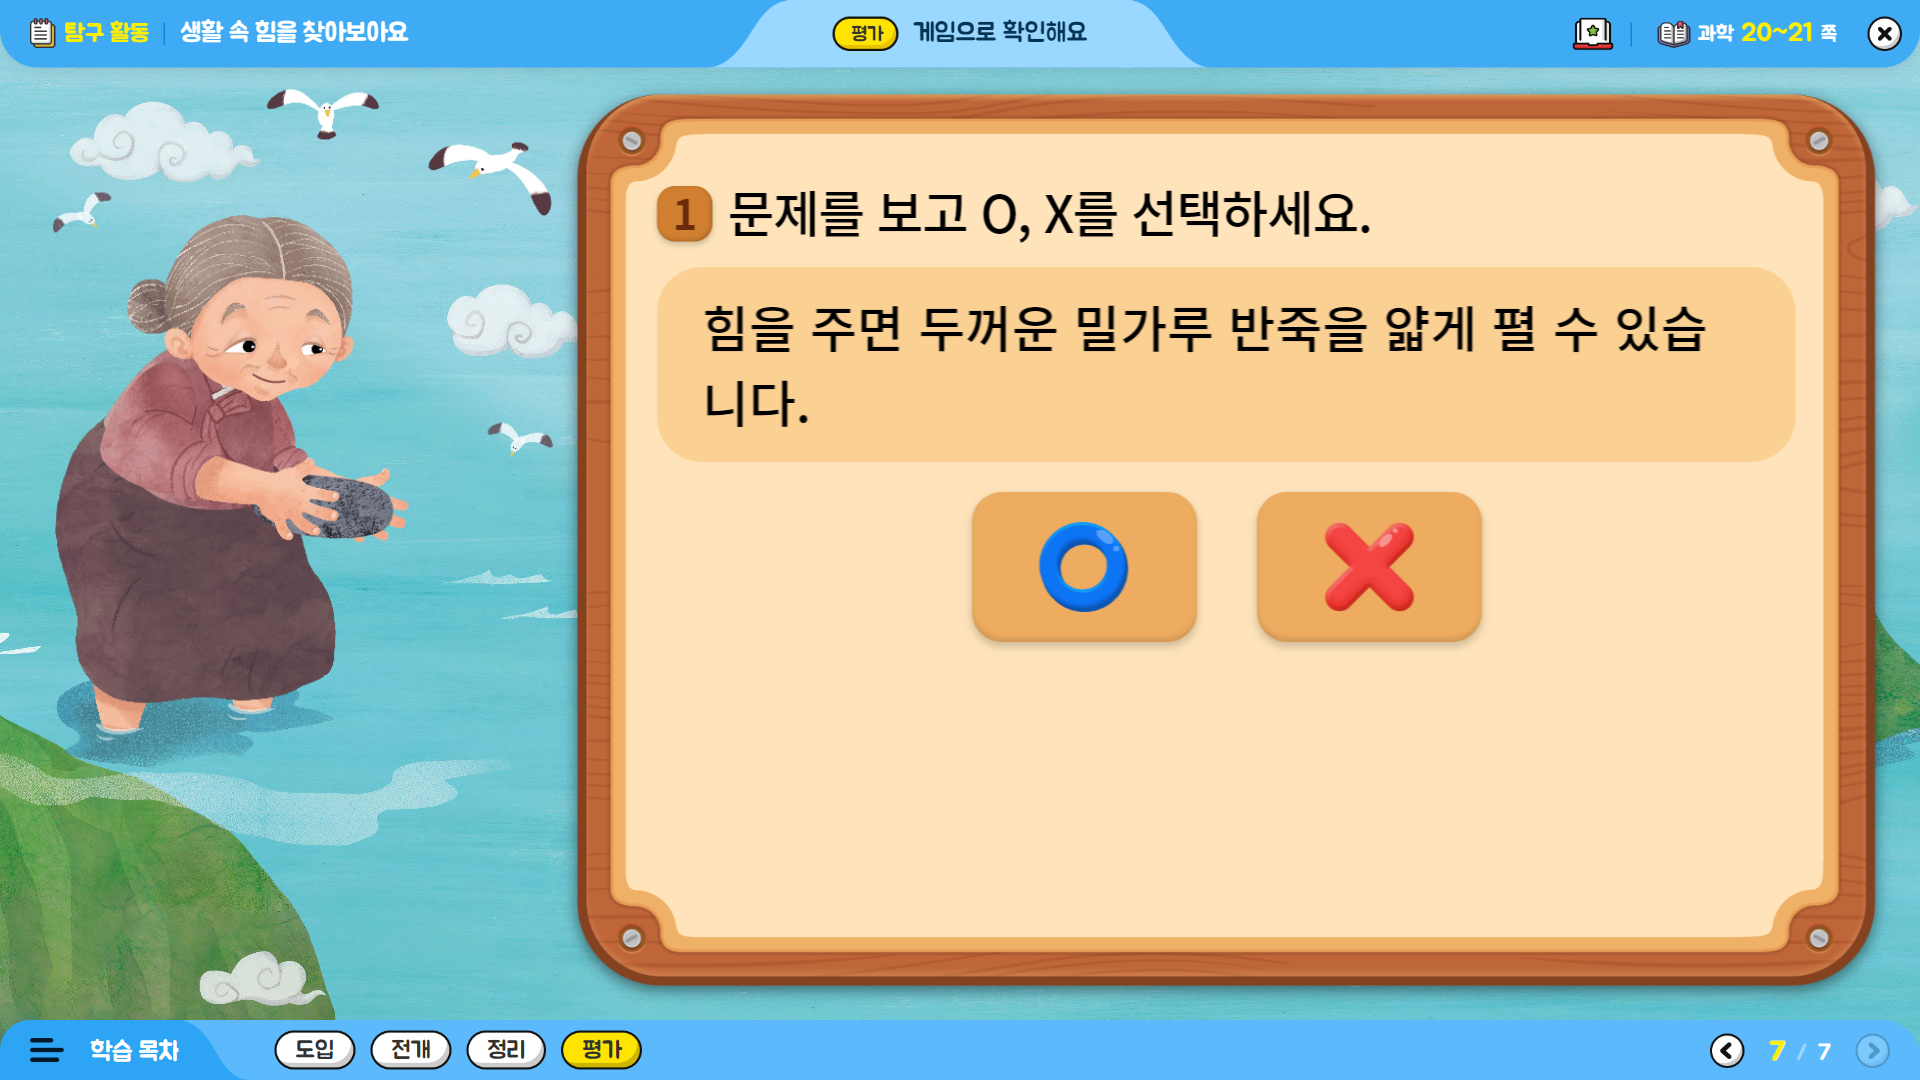 탐구 활동 생활 속 힘을 찾아보아요
평가 게임으로 확인해요
과학 20~21 쪽
1 문제를 보고 O, X를 선택하세요.
힘을 주면 두꺼운 밀가루 반죽을 얇게 펼 수 있습
니다.
학습 목차 도입 전개 정리 평가
7 / 7